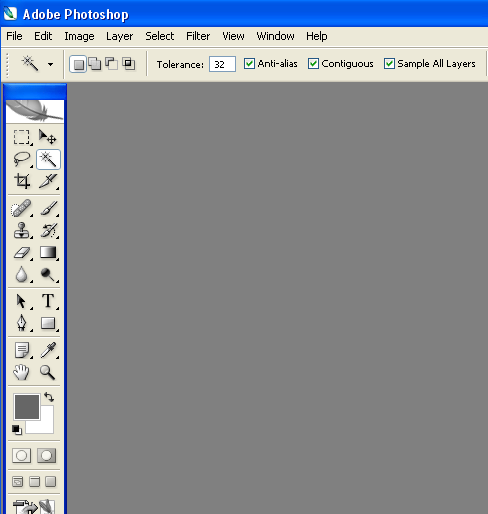 Adobe Photoshop
File Edit Image Layer Select Filter View Window Help
Tolerance: 32 Anti-alias Contiguous Sample All Layers
T